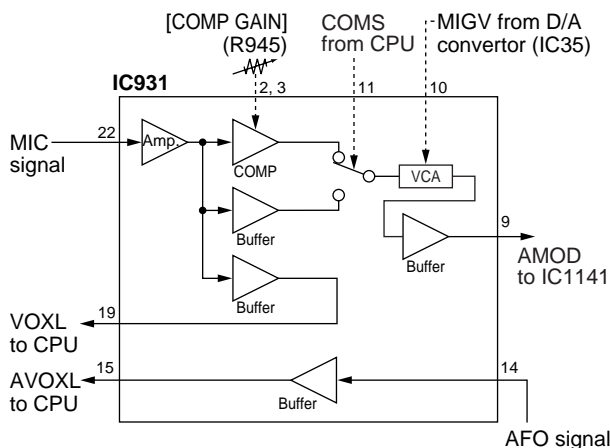 [COMP GAIN]
(R945)
COMS
from CPU
MIGV from D/A
convertor (IC35)
IC931
2, 3
11
10
MIC
signal
22
Amp.
COMP
VCA
Buffer
Buffer
9
AMOD
to IC1141
Buffer
VOXL
to CPU
19
AVOXL
to CPU
15
Buffer
14
AFO signal